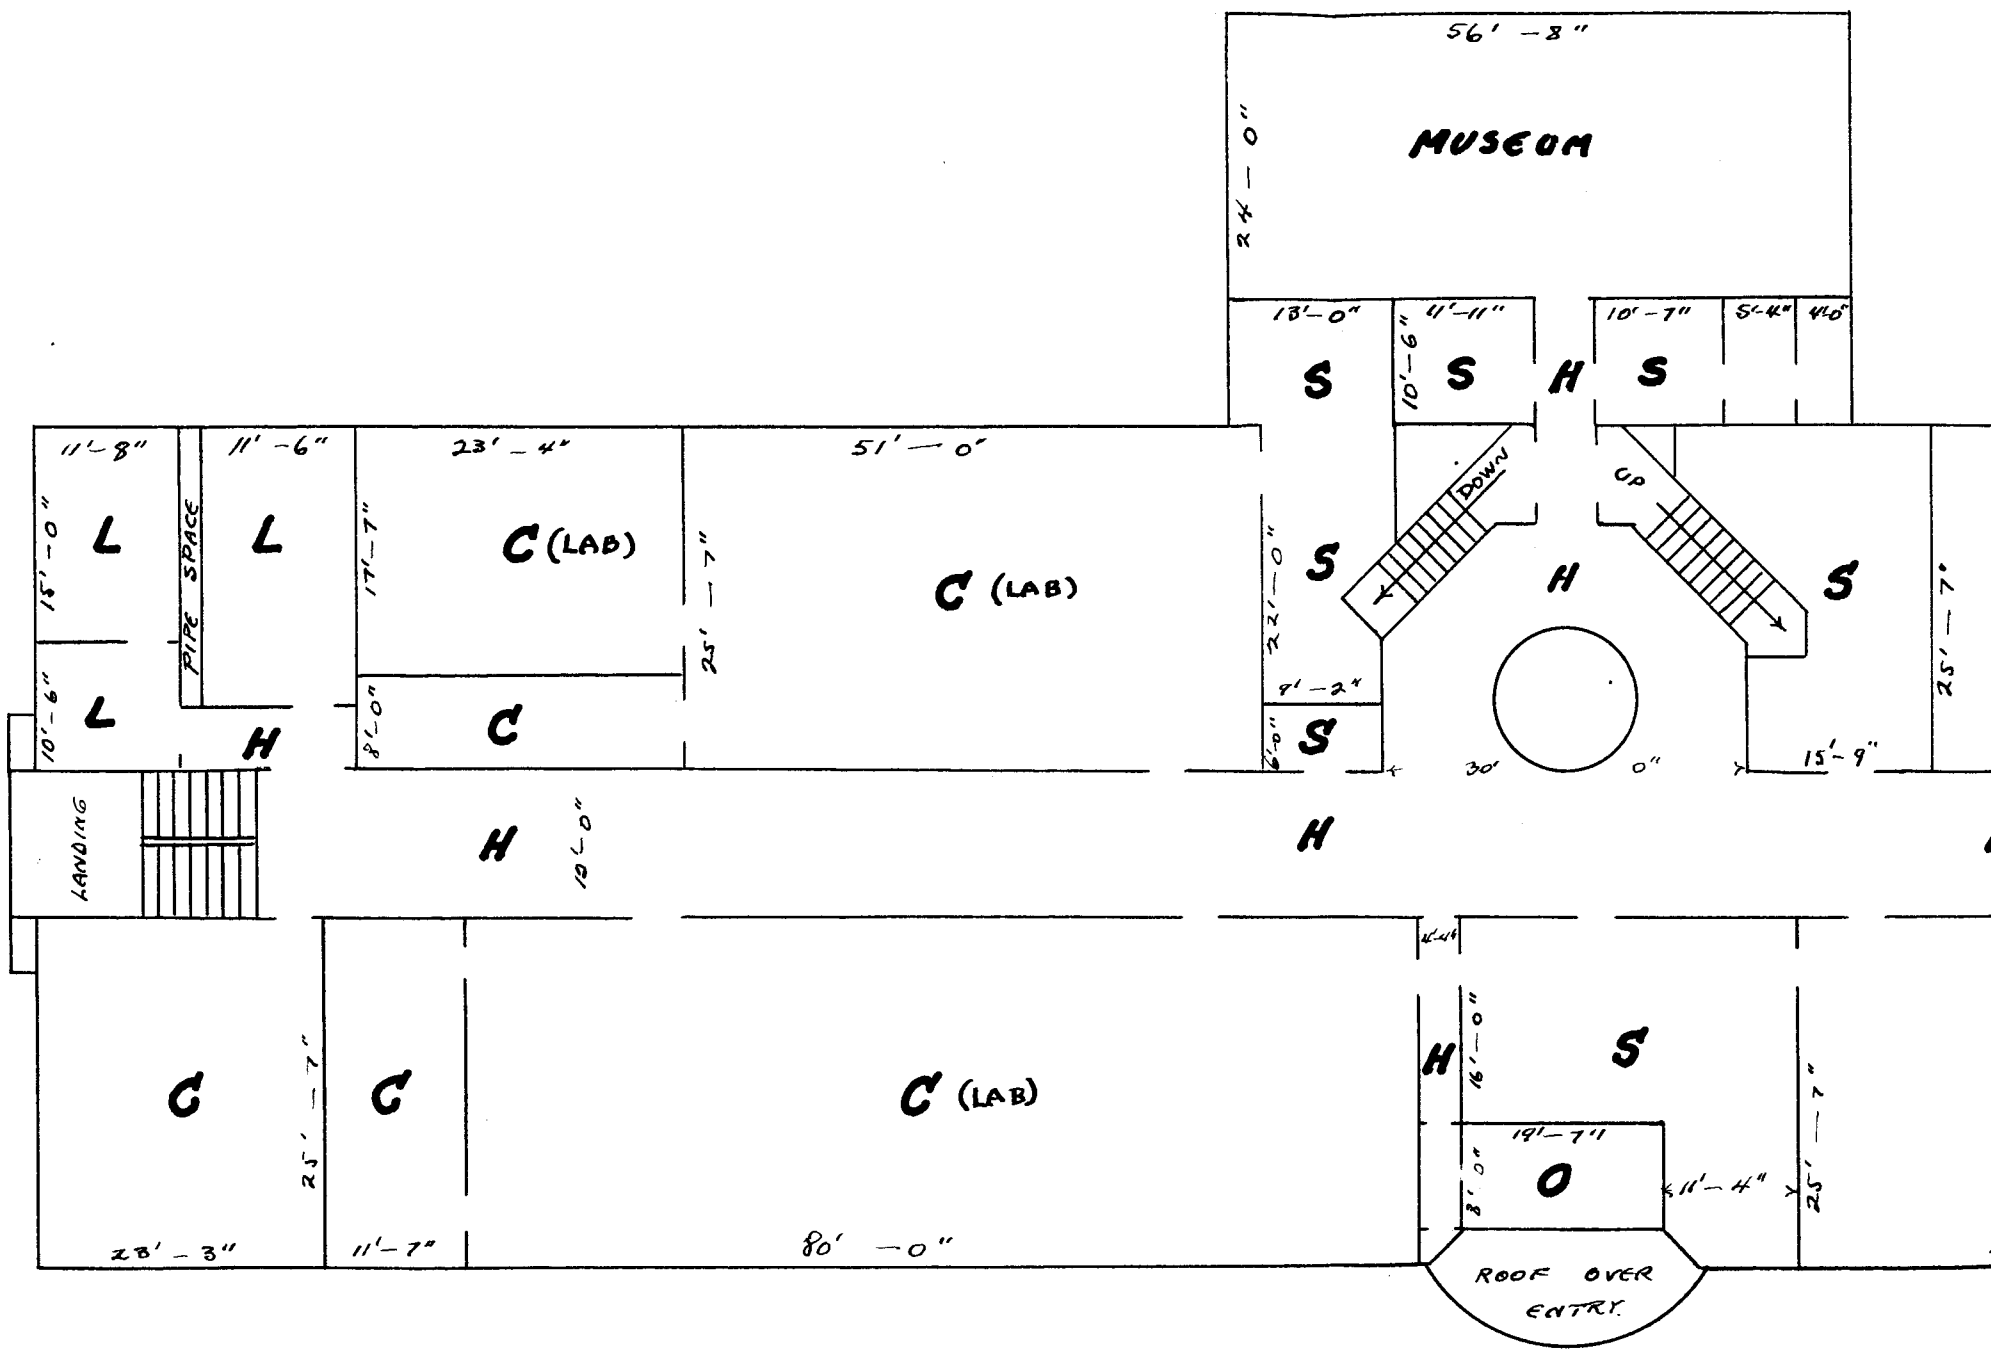 56' - 8"
24 - 0"
MUSEUM
13'-0" 11'-11" 10'-7" 5'-4" 4'-0"
10'-6"
S S H S
11'-8" 11'-6" 23'-4" 51' - 0"
DOWN
UP
15'-0"
L
PIPE SPACE
L
17'-7"
C (LAB)
25' - 7"
C (LAB)
22' - 0"
S
H
S
25' - 7"
10'-6"
L
H
8'-0"
C
9' - 2"
6'-0"
S
30' 0"
15'-9"
LANDING
H
10'-0"
H
4'-4"
C
25' - 7"
C
C (LAB)
H
16' - 0"
S
25' - 7"
19'-7"
8' 0"
O
11' - 4"
23' - 3" 11'-7" 80' - 0"
ROOF OVER
ENTRY.